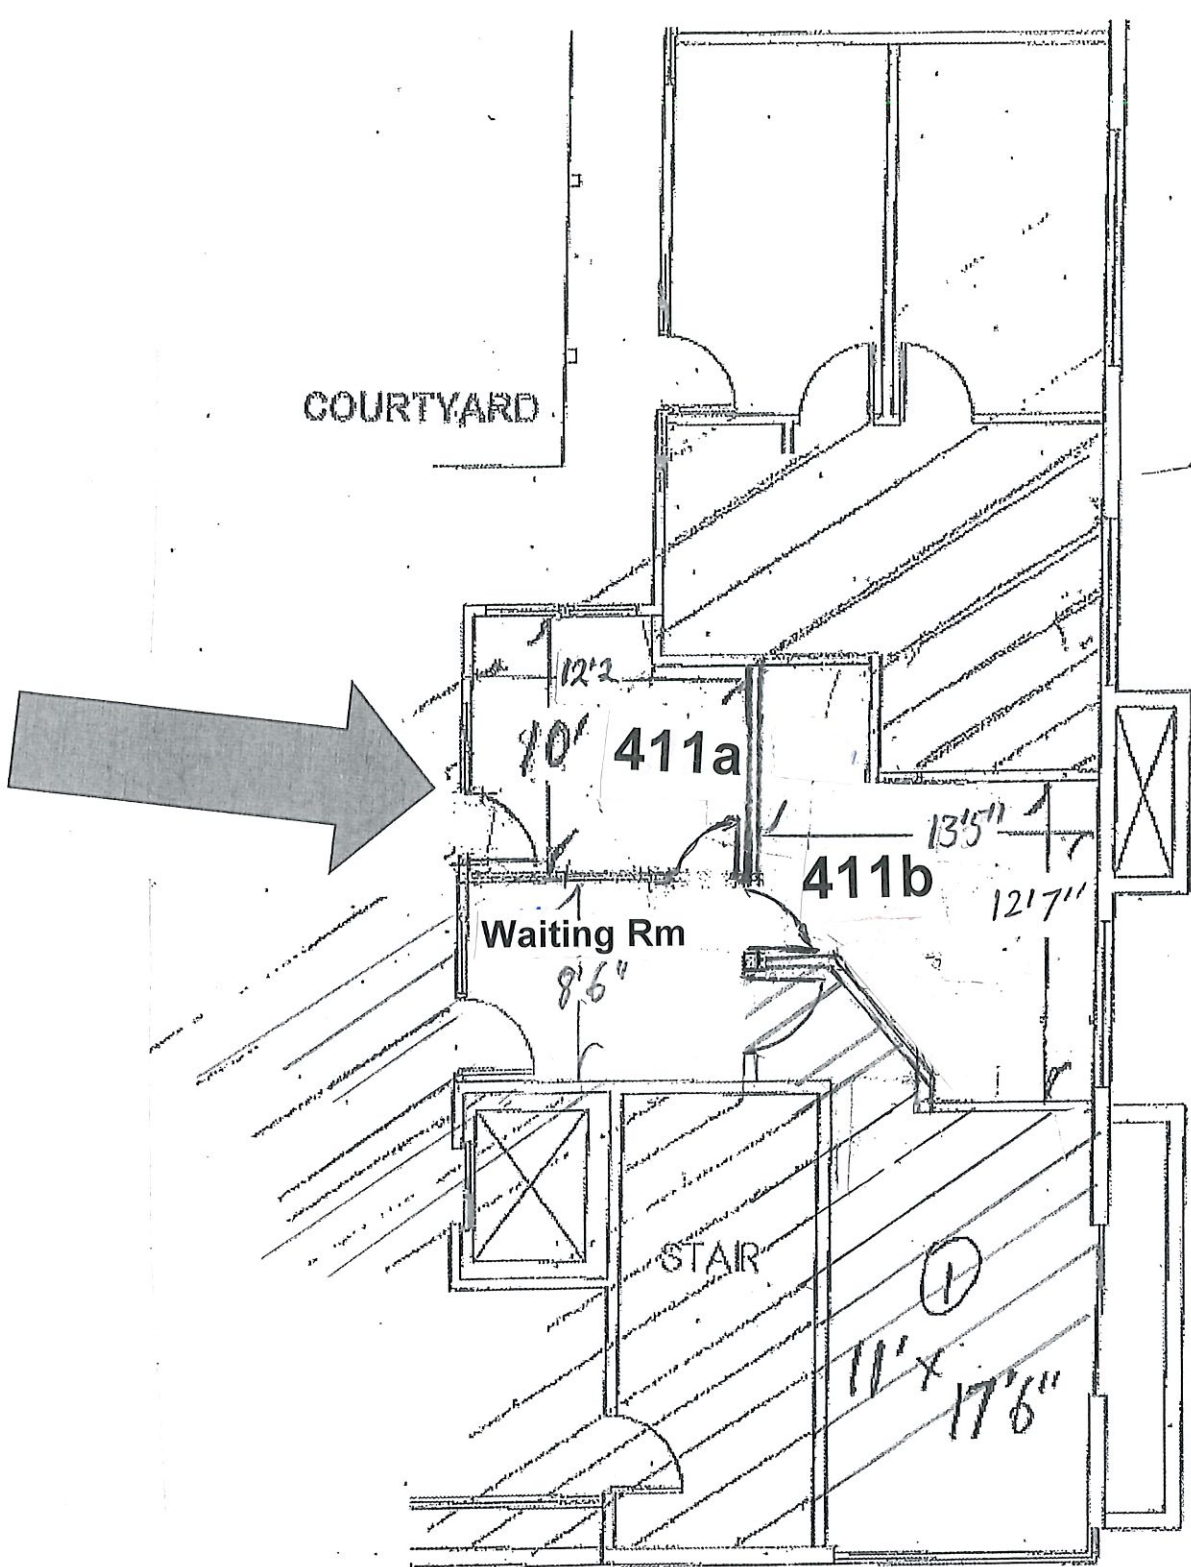 COURTYARD
12'2
10'
411a
13'5"
411b
12'7"
Waiting Rm
8'6"
STAIR
1
11' x
17'6"